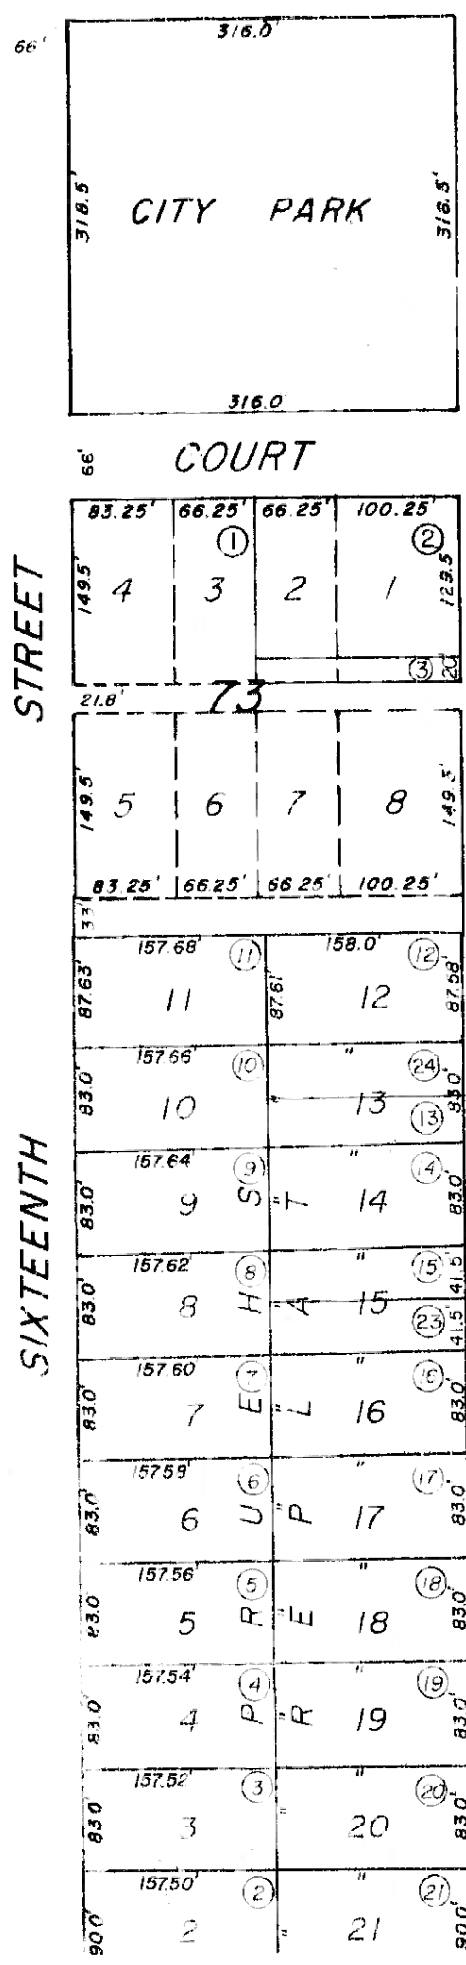 66' 316.0'
318.5' CITY PARK 318.5'
316.0
66' COURT
83.25' 66.25' 66.25' 100.25'
1 2
149.5' 4 3 2 1 129.5'
3 20'
STREET
21.8' 73
149.5' 5 6 7 8 149.5'
83.25' 66.25' 66.25' 100.25'
33'
157.68' 11 158.0' 12
87.63' 11 87.61' 12 87.58'
157.66' 10 " 24
83.0' 10 13 83.0'
13
157.64' 9 " 14
83.0' 9 S " T 14 83.0'
157.62' 8 " 15 41.5'
83.0' 8 H " A 15
23 41.5'
SIXTEENTH
157.60' 7 " 16
83.0' 7 E " L 16 83.0'
157.59' 6 " 17
83.0' 6 U " P 17 83.0'
157.56' 5 " 18
83.0' 5 R " E 18 83.0'
157.54' 4 " 19
83.0' 4 P " R 19 83.0'
157.52' 3 " 20
83.0' 3 " 20 83.0'
157.50' 2 " 21
90.0' 2 " 21 90.0'